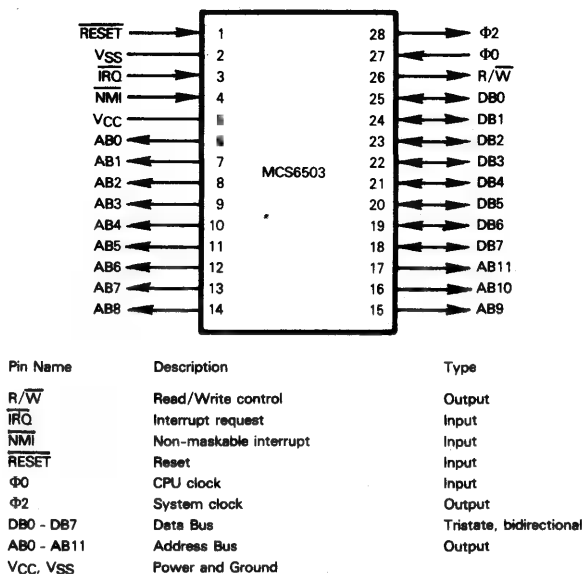 RESET 1 28 Φ2
VSS 2 27 Φ0
IRQ 3 26 R/W
NMI 4 25 DB0
VCC 24 DB1
AB0 23 DB2
AB1 7 22 DB3
MCS6503
AB2 8 21 DB4
AB3 9 20 DB5
AB4 10 19 DB6
AB5 11 18 DB7
AB6 12 17 AB11
AB7 13 16 AB10
AB8 14 15 AB9
Pin Name Description Type
R/W Read/Write control Output
IRQ Interrupt request Input
NMI Non-maskable interrupt Input
RESET Reset Input
Φ0 CPU clock Input
Φ2 System clock Output
DB0 - DB7 Data Bus Tristate, bidirectional
AB0 - AB11 Address Bus Output
VCC, VSS Power and Ground